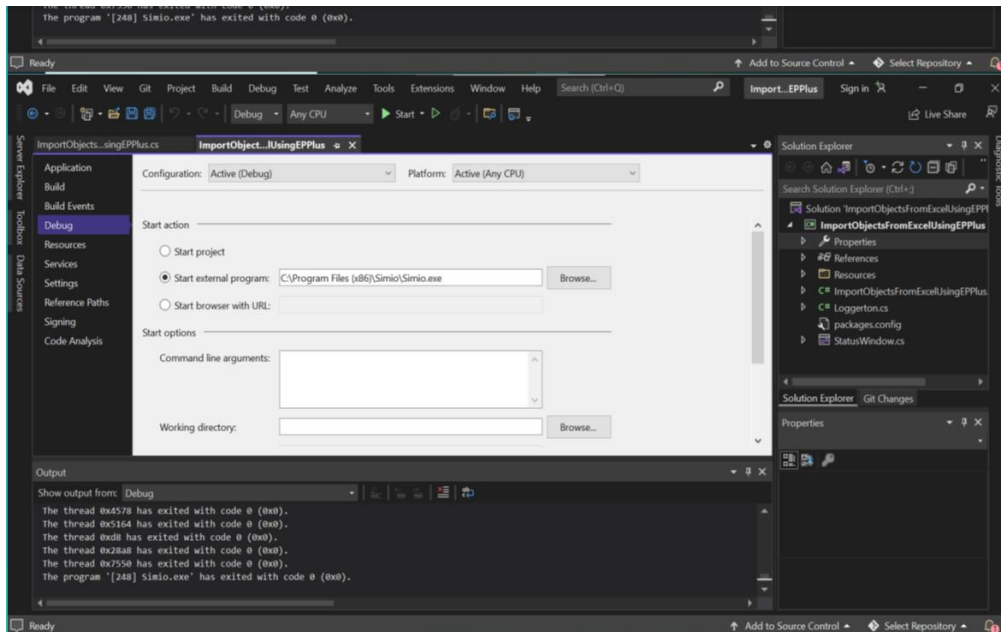 The program '[248] Simio.exe' has exited with code 0 (0x0).
Ready
Add to Source Control
Select Repository
File Edit View Git Project Build Debug Test Analyze Tools Extensions Window Help Search (Ctrl+Q) Import...EPPlus Sign in
Debug Any CPU Start Live Share
Server Explorer
Toolbox
Data Sources
ImportObjects...singEPPlus.cs
ImportObject...lUsingEPPlus
Application
Build
Build Events
Debug
Resources
Services
Settings
Reference Paths
Signing
Code Analysis
Configuration: Active (Debug) Platform: Active (Any CPU)
Start action
Start project
Start external program: C:\Program Files (x86)\Simio\Simio.exe Browse...
Start browser with URL:
Start options
Command line arguments:
Working directory: Browse...
Solution Explorer
Search Solution Explorer (Ctrl+;)
Solution 'ImportObjectsFromExcelUsingEPPl
ImportObjectsFromExcelUsingEPPlus
Properties
References
Resources
C# ImportObjectsFromExcelUsingEPPlus
C# Loggerton.cs
packages.config
StatusWindow.cs
Solution Explorer Git Changes
Properties
Diagnostic Tools
Output
Show output from: Debug
The thread 0x4578 has exited with code 0 (0x0).
The thread 0x5164 has exited with code 0 (0x0).
The thread 0xd8 has exited with code 0 (0x0).
The thread 0x28a8 has exited with code 0 (0x0).
The thread 0x7550 has exited with code 0 (0x0).
The program '[248] Simio.exe' has exited with code 0 (0x0).
Ready
Add to Source Control
Select Repository